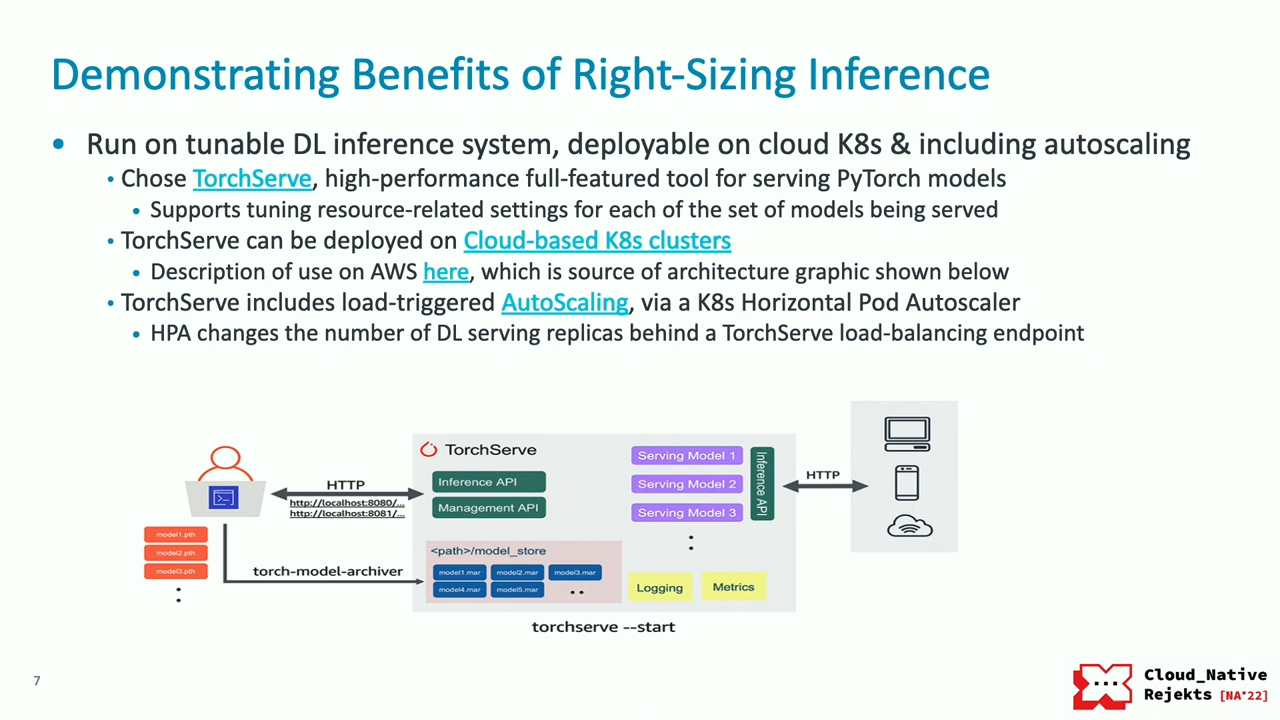 Demonstrating Benefits of Right-Sizing Inference
• Run on tunable DL inference system, deployable on cloud K8s & including autoscaling
• Chose TorchServe, high-performance full-featured tool for serving PyTorch models
• Supports tuning resource-related settings for each of the set of models being served
• TorchServe can be deployed on Cloud-based K8s clusters
• Description of use on AWS here, which is source of architecture graphic shown below
• TorchServe includes load-triggered AutoScaling, via a K8s Horizontal Pod Autoscaler
• HPA changes the number of DL serving replicas behind a TorchServe load-balancing endpoint
HTTP
http://localhost:8080/...
http://localhost:8081/...
model1.pth
model2.pth
model3.pth
torch-model-archiver
TorchServe
Inference API
Management API
<path>/model_store
model1.mar model2.mar model3.mar
model4.mar model5.mar
Serving Model 1
Serving Model 2
Serving Model 3
Inference API
Logging
Metrics
HTTP
torchserve --start
7
Cloud_Native
Rejekts [NA'22]